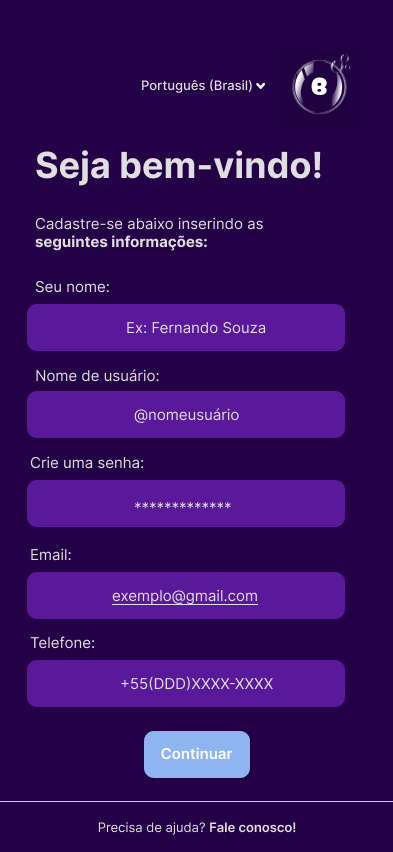 Português (Brasil)
8
Seja bem-vindo!
Cadastre-se abaixo inserindo as
seguintes informações:
Seu nome:
Ex: Fernando Souza
Nome de usuário:
@nomeusuário
Crie uma senha:
*************
Email:
exemplo@gmail.com
Telefone:
+55(DDD)XXXX-XXXX
Continuar
Precisa de ajuda? Fale conosco!